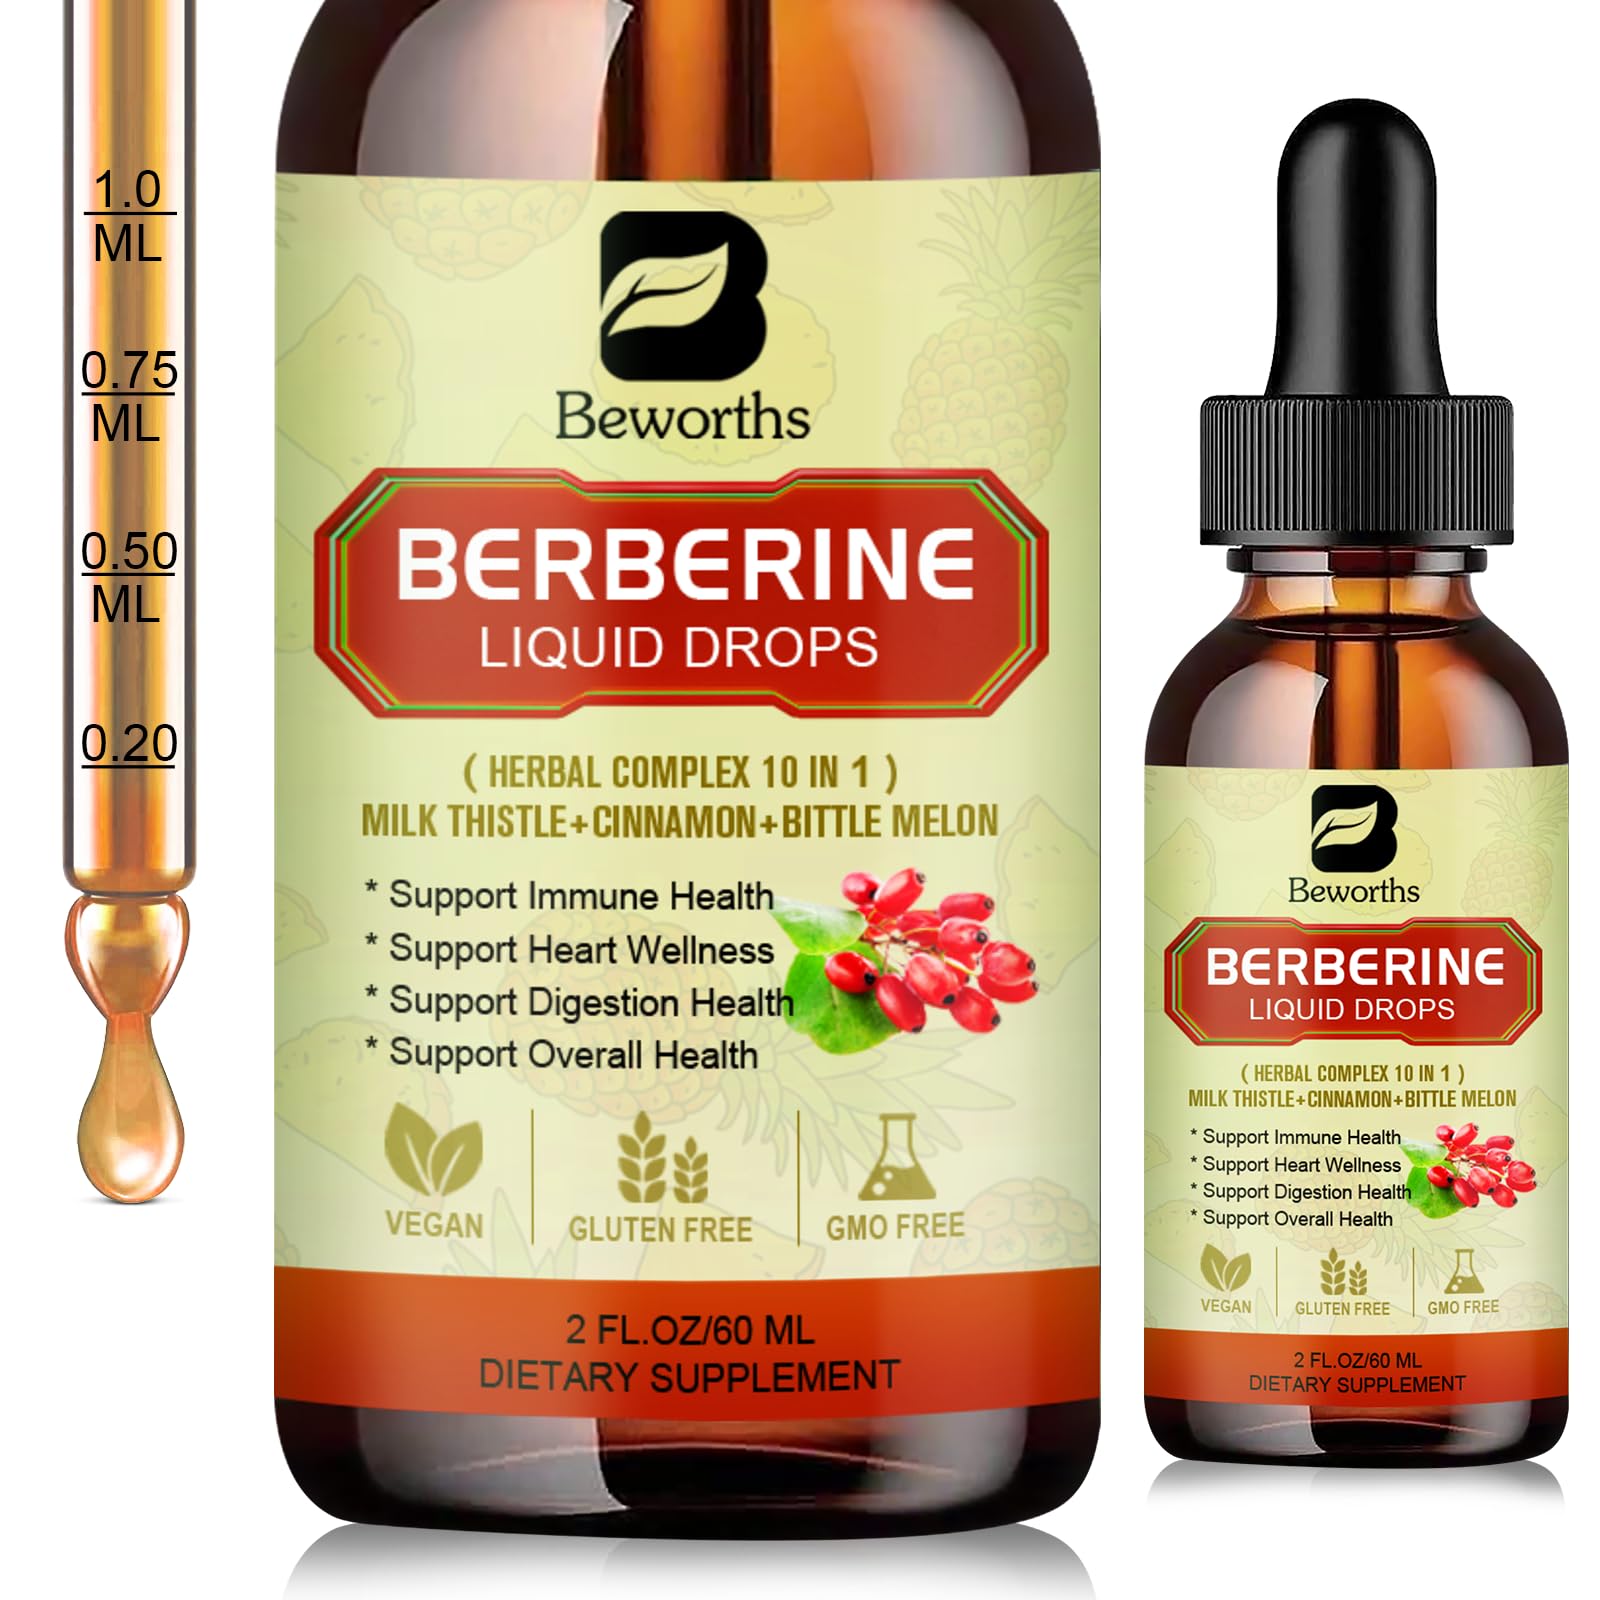 1.0
ML
0.75
ML
0.50
ML
0.20
Beworths
BERBERINE
LIQUID DROPS
( HERBAL COMPLEX 10 IN 1 )
MILK THISTLE+CINNAMON+BITTLE MELON
* Support Immune Health
* Support Heart Wellness
* Support Digestion Health
* Support Overall Health
VEGAN
GLUTEN FREE
GMO FREE
2 FL.OZ/60 ML
DIETARY SUPPLEMENT
Beworths
BERBERINE
LIQUID DROPS
( HERBAL COMPLEX 10 IN 1 )
MILK THISTLE+CINNAMON+BITTLE MELON
* Support Immune Health
* Support Heart Wellness
* Support Digestion Health
* Support Overall Health
VEGAN
GLUTEN FREE
GMO FREE
2 FL.OZ/60 ML
DIETARY SUPPLEMENT